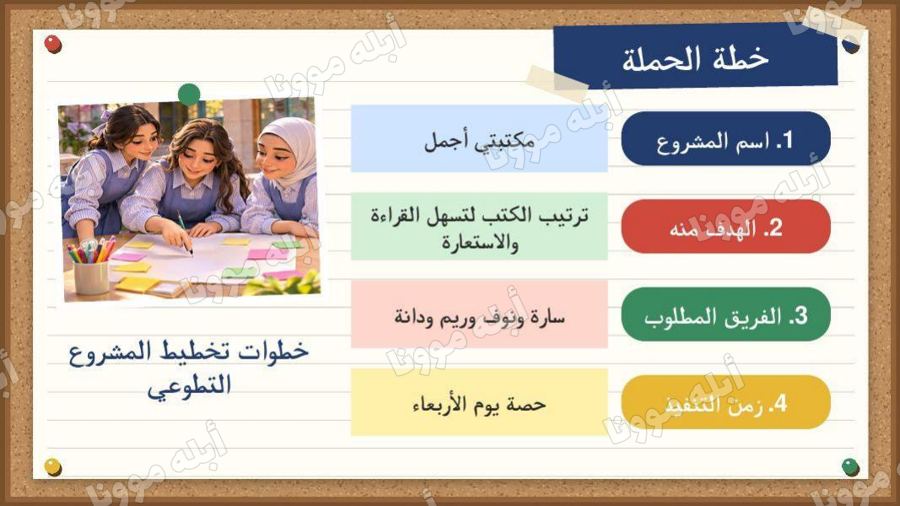 خطة الحملة
1. اسم المشروع
مكتبتي أجمل
2. الهدف منه
ترتيب الكتب لتسهل القراءة
والاستعارة
3. الفريق المطلوب
سارة ونوف وريم ودانة
4. زمن التنفيذ
حصة يوم الأربعاء
خطوات تخطيط المشروع
التطوعي
أبله موونا